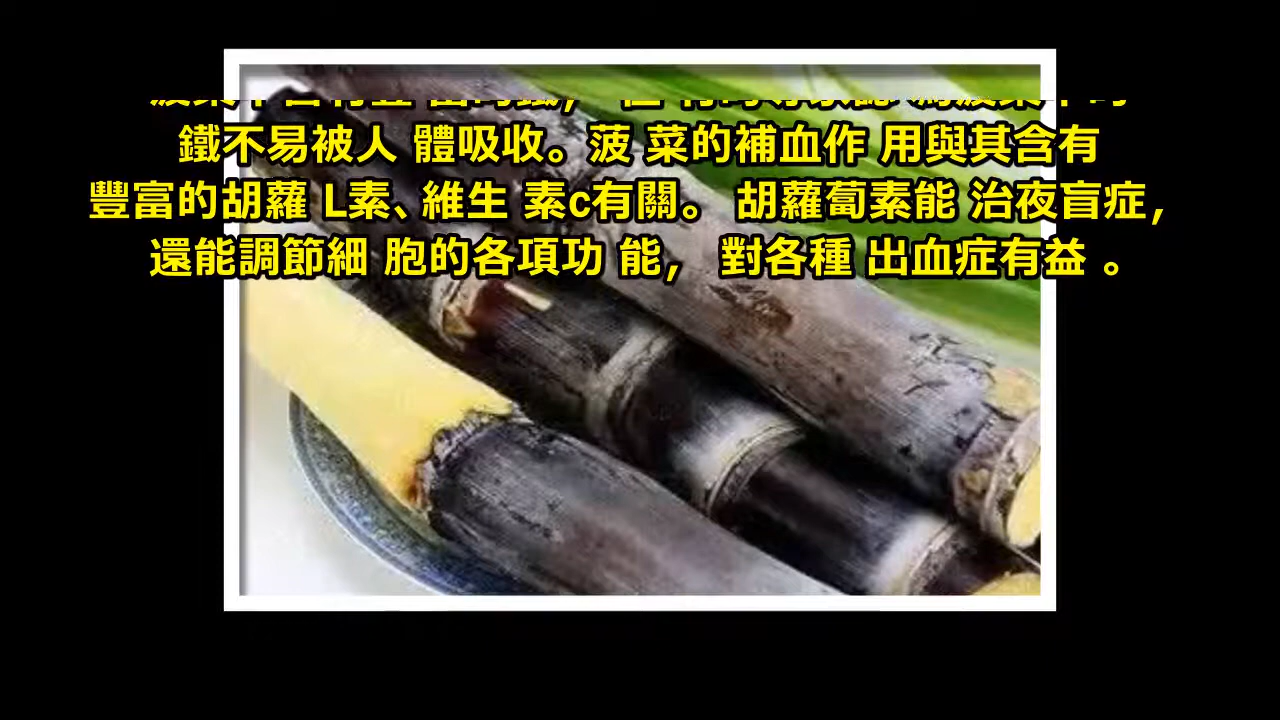 鐵不易被人 體吸收。菠 菜的補血作 用與其含有
豐富的胡蘿 L素、維生 素c有關。 胡蘿蔔素能 治夜盲症，
還能調節細 胞的各項功 能， 對各種 出血症有益 。